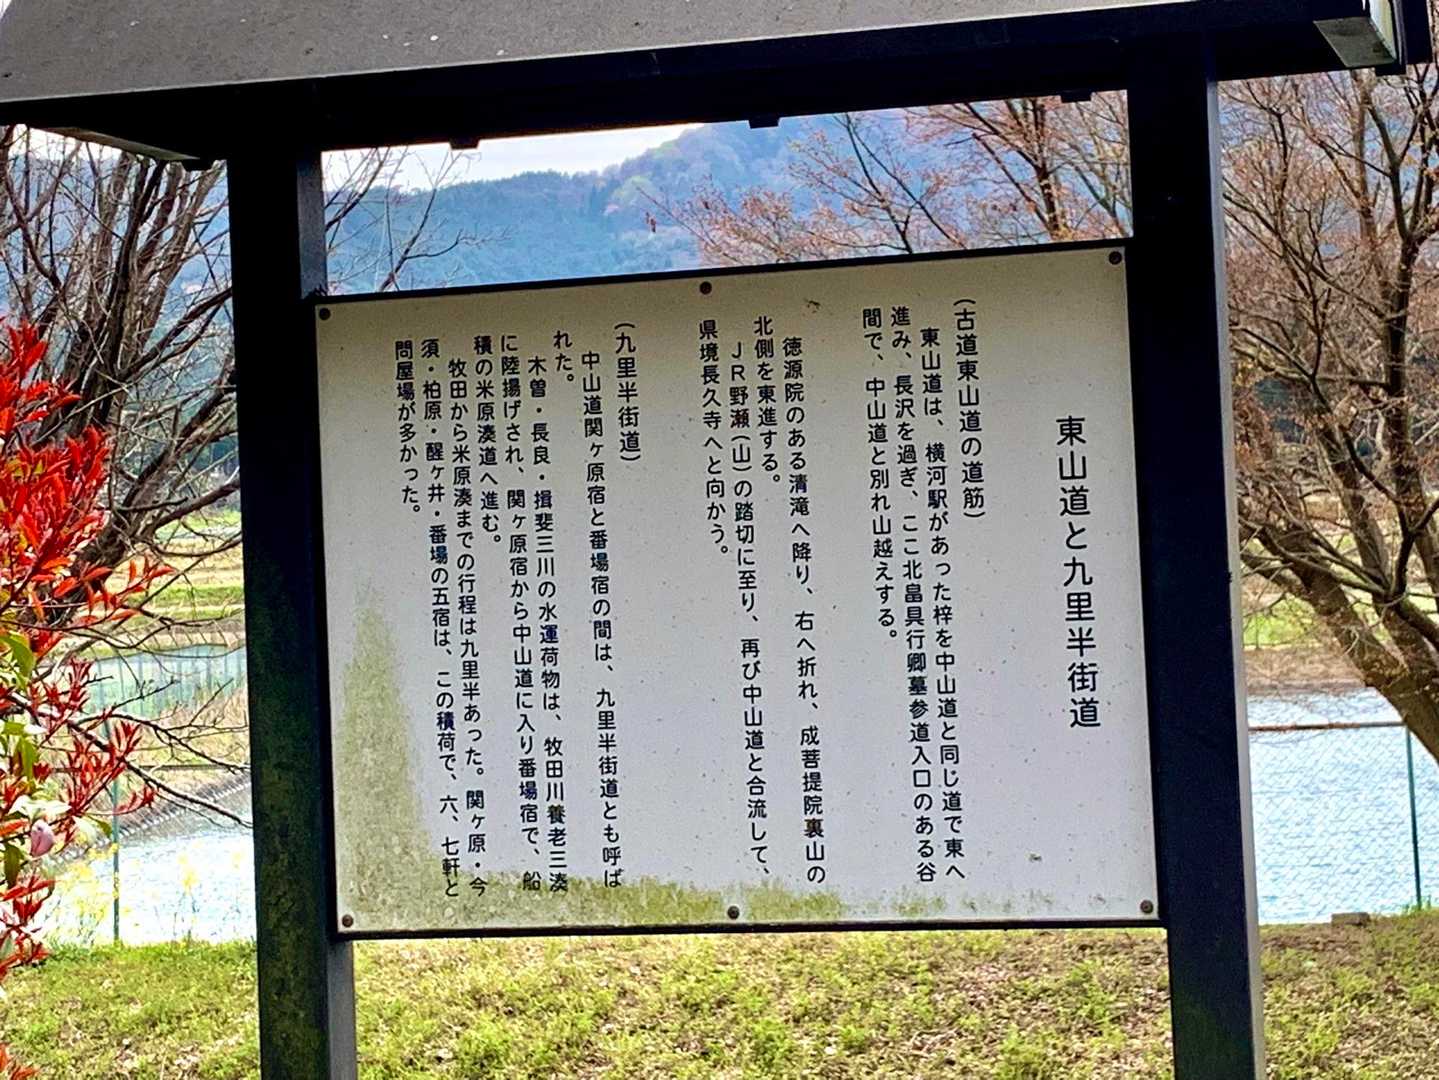 東山道と九里半街道
(古道東山道の道筋)
東山道は、横河駅があった梓を中山道と同じ道で東へ
進み、長沢を過ぎ、ここ北畠具行卿墓参道入口のある谷
間で、中山道と別れ山越えする。
徳源院のある清滝へ降り、右へ折れ、成菩提院裏山の
北側を東進する。
JR野瀬(山)の踏切に至り、再び中山道と合流して、
県境長久寺へと向かう。
(九里半街道)
中山道関ヶ原宿と番場宿の間は、九里半街道とも呼ば
れた。
木曽・長良・揖斐三川の水運荷物は、牧田川養老三湊
に陸揚げされ、関ヶ原宿から中山道に入り番場宿で、船
積の米原湊道へ進む。
牧田から米原湊までの行程は九里半あった。関ヶ原・今
須・柏原・醒ヶ井・番場の五宿は、この積荷で、六、七軒と
問屋場が多かった。